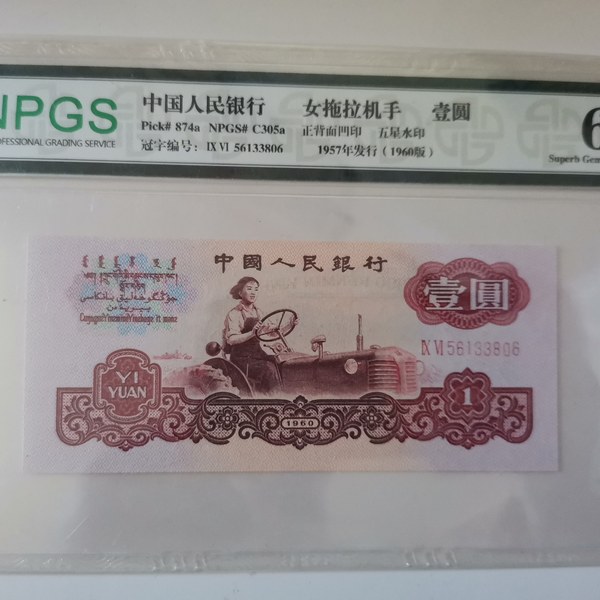 NPGS
PROFESSIONAL GRADING SERVICE
中国人民银行 女拖拉机手 壹圆
Pick# 874a NPGS# C305a 正背面凹印 五星水印
冠字编号：IX VI 56133806 1957年发行（1960版）
6
Superb Gem
中國人民銀行
壹圓
IX VI 56133806
YI
YUAN
1960
1